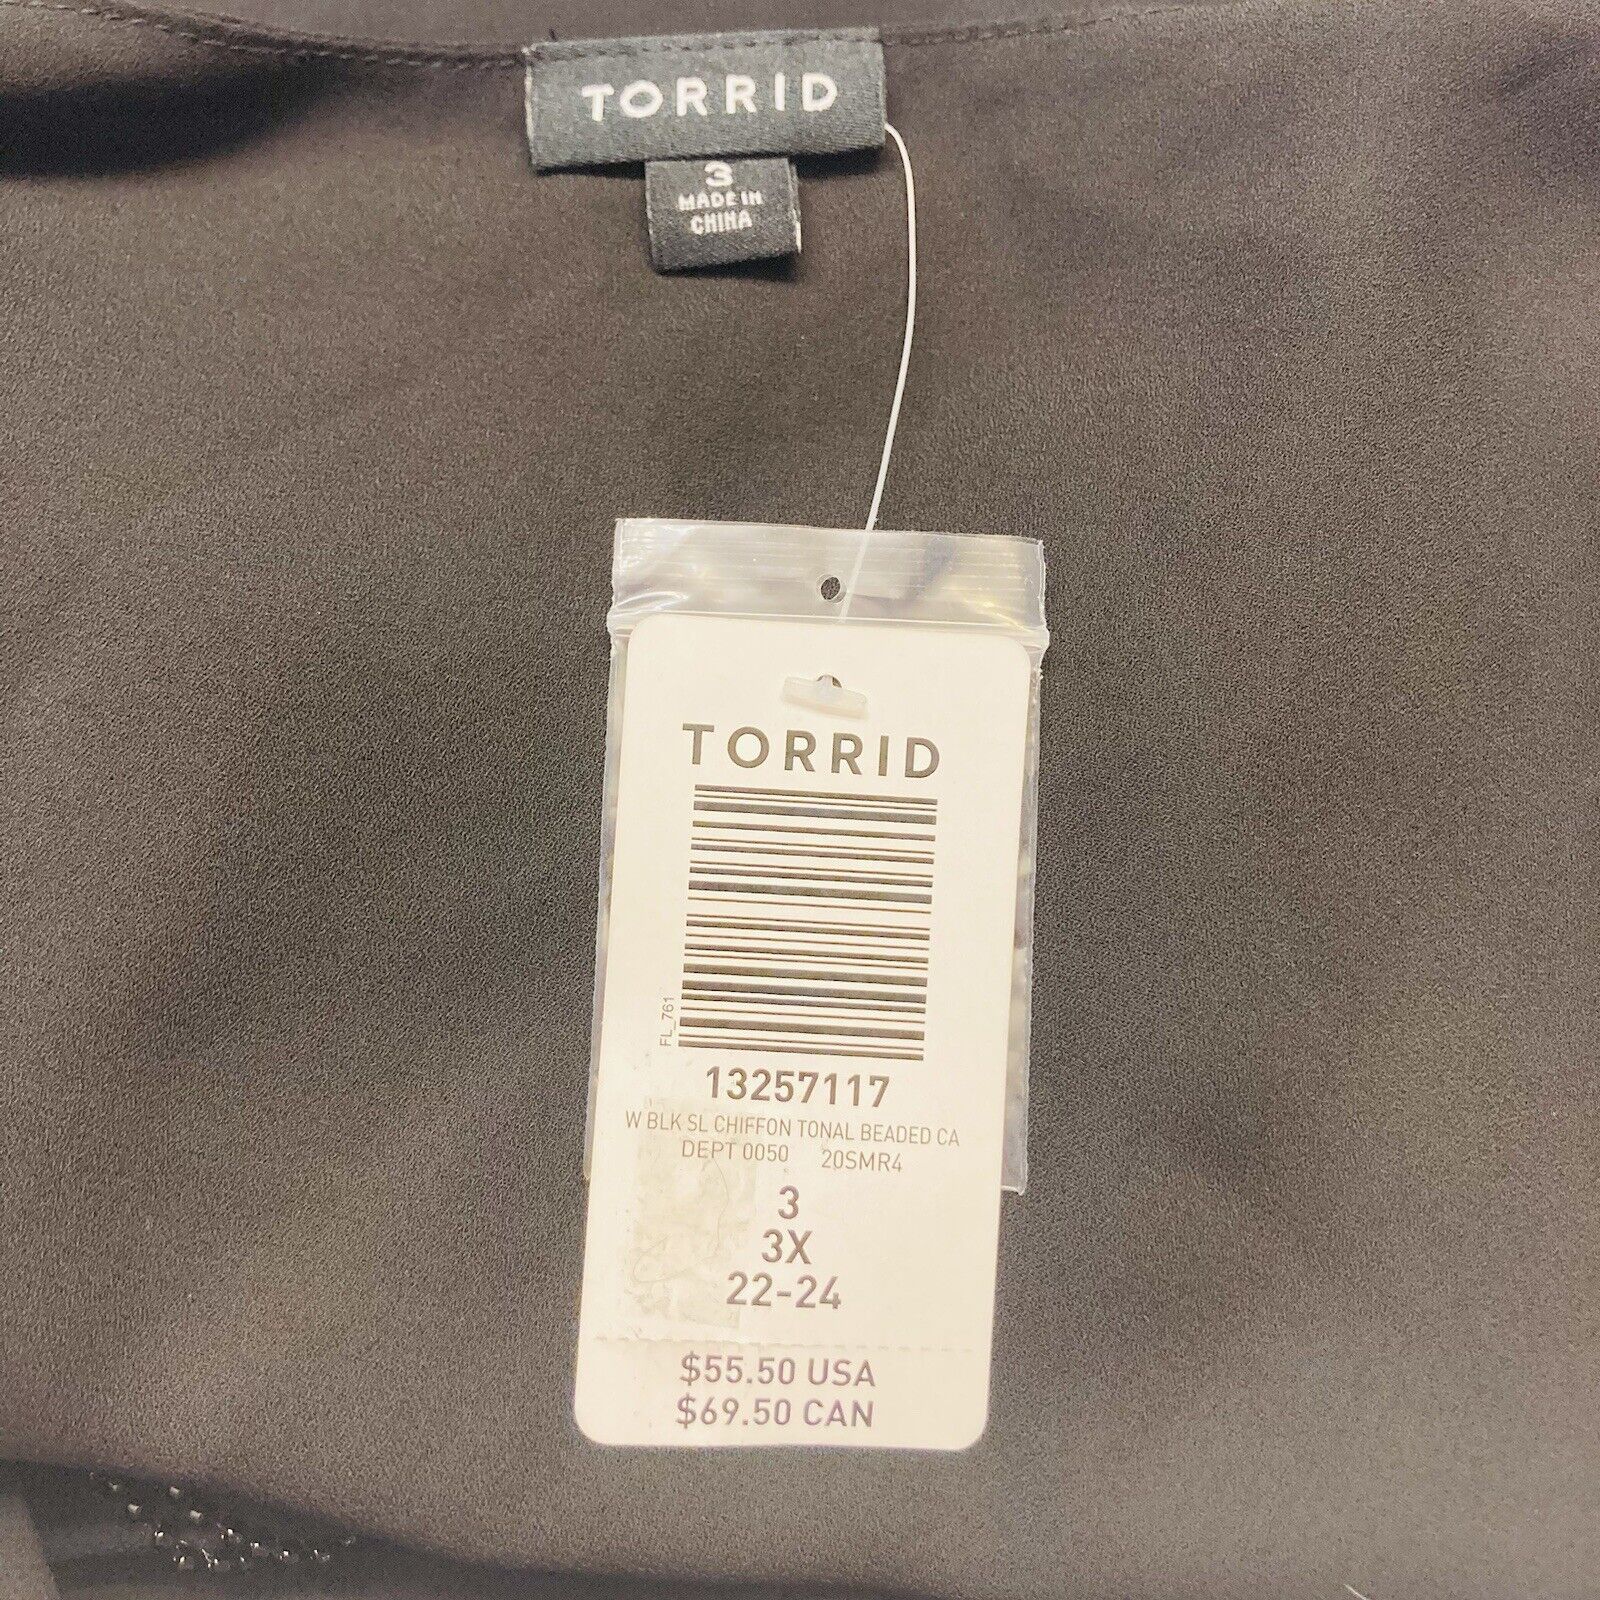 TORRID
3
MADE IN
CHINA
TORRID
FL_761
13257117
W BLK SL CHIFFON TONAL BEADED CA
DEPT 0050 20SMR4
3
3X
22-24
$55.50 USA
$69.50 CAN